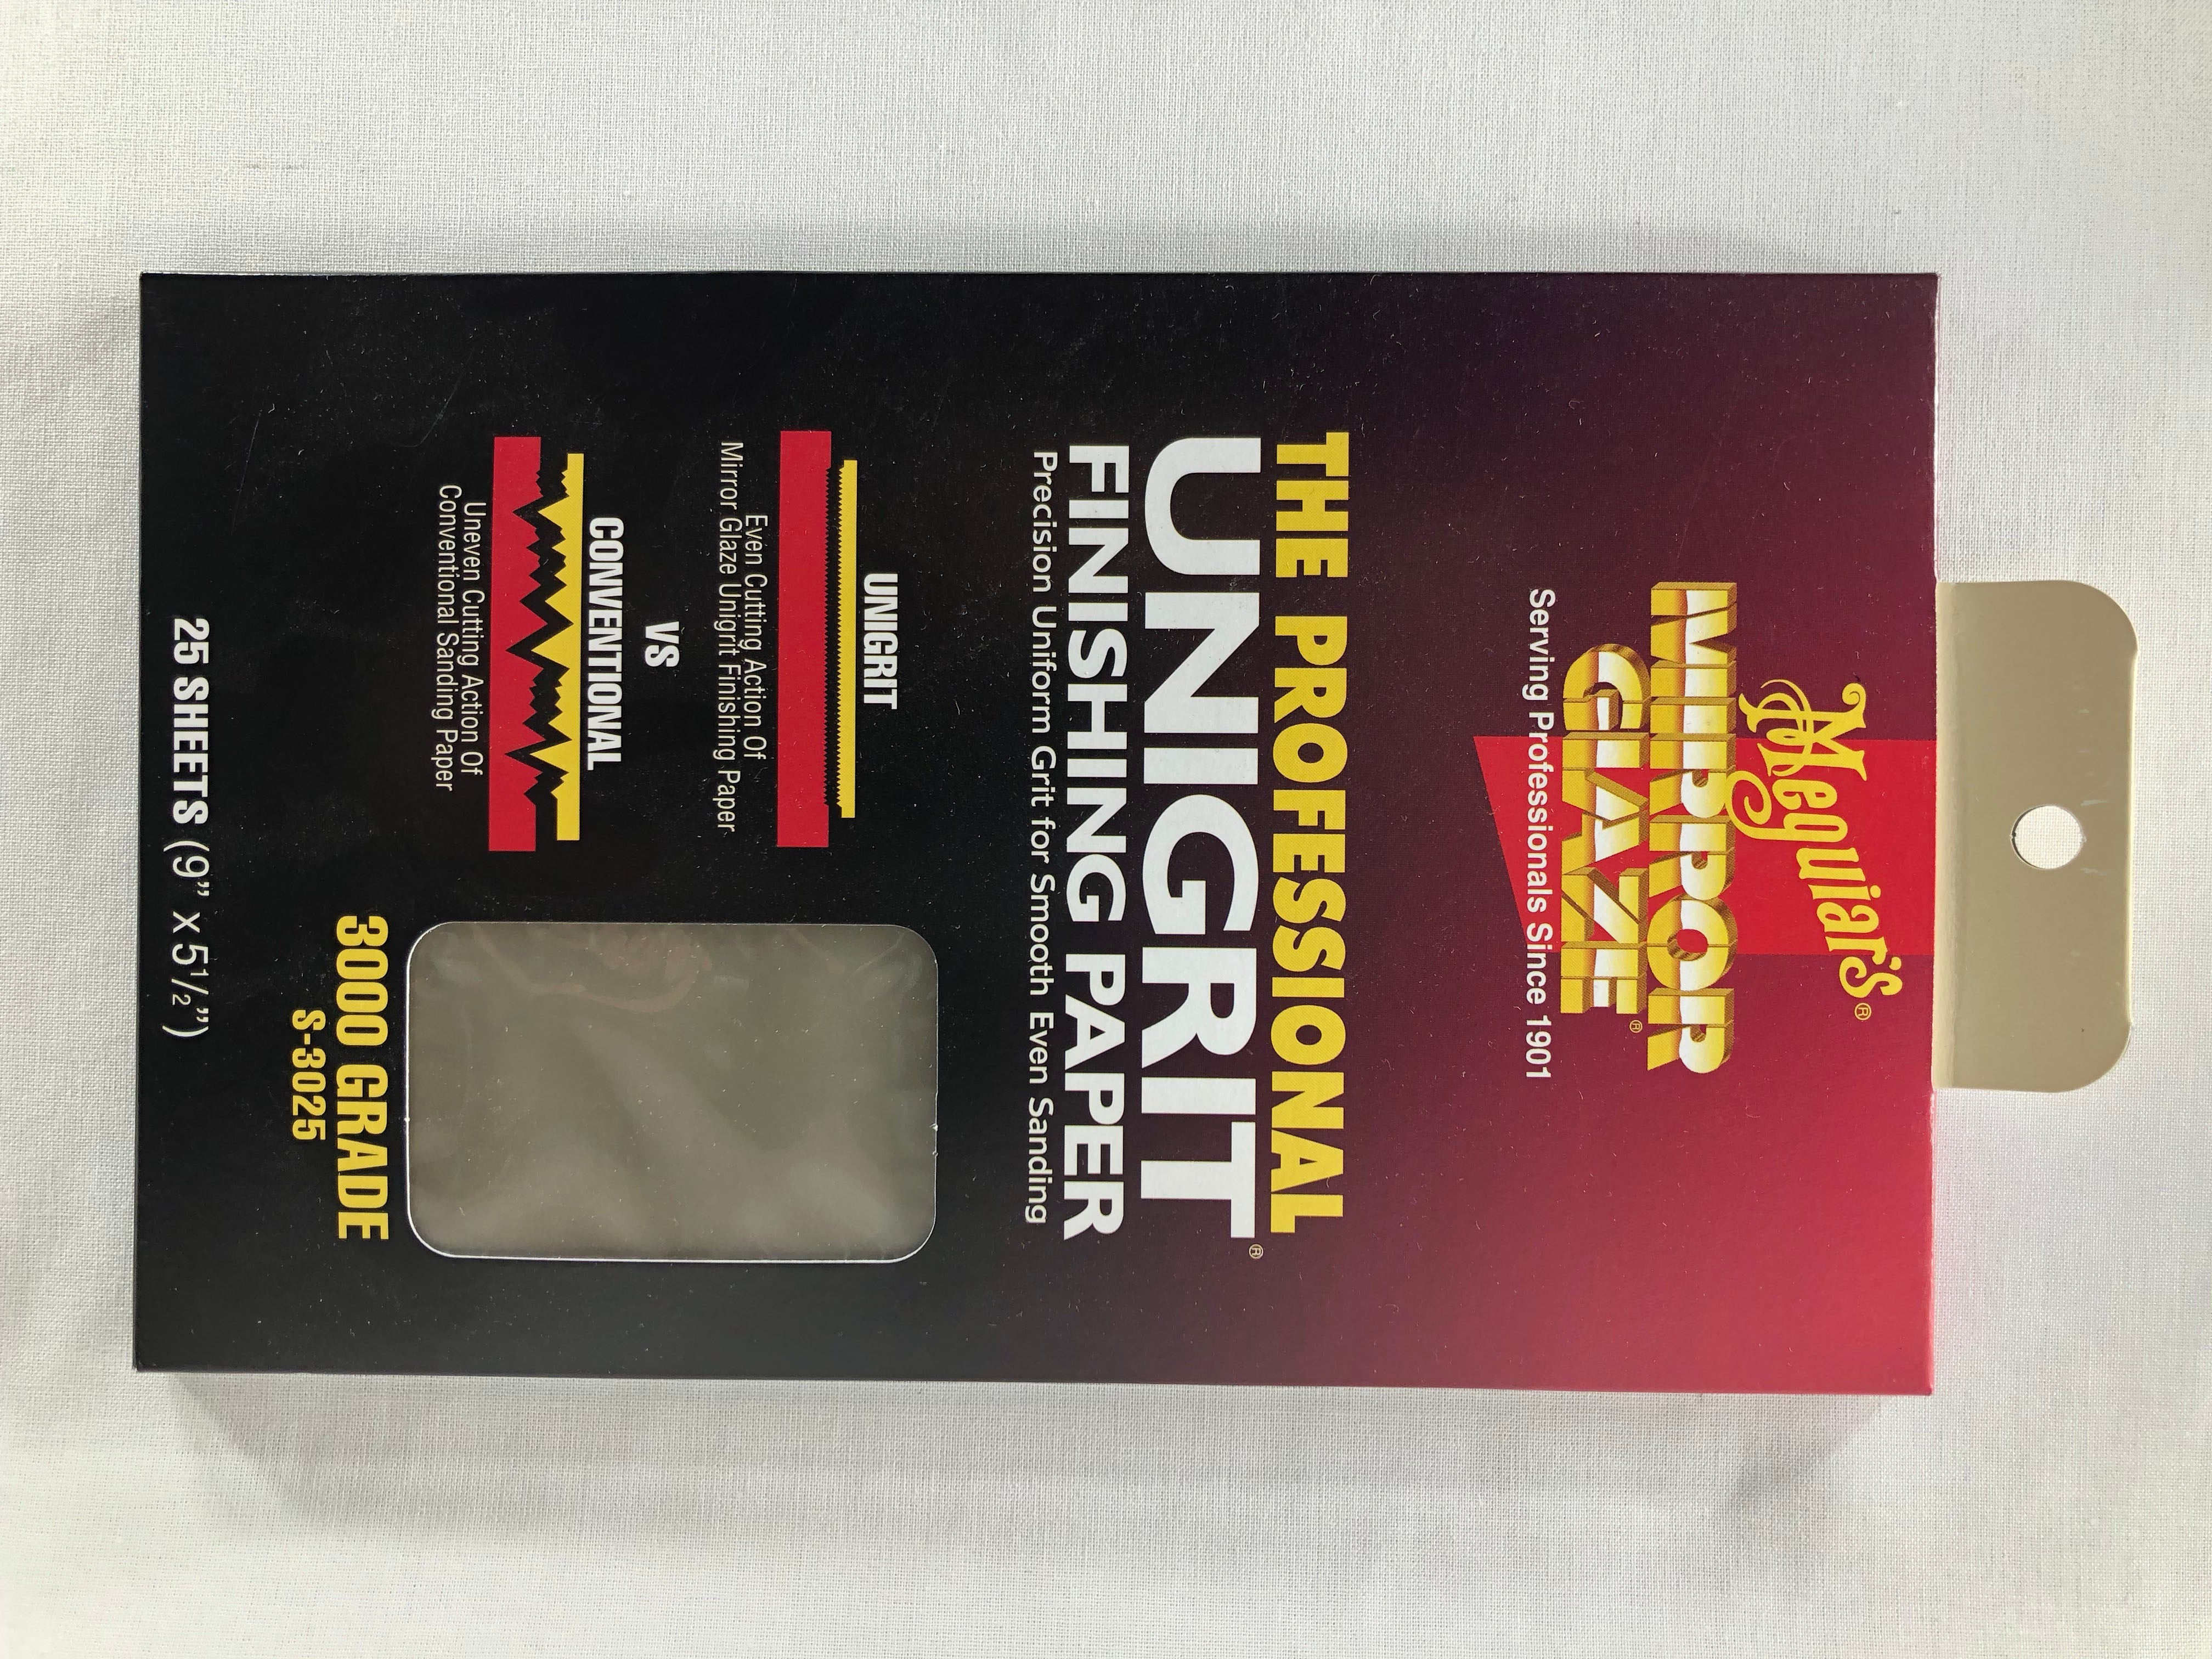 Meguiar's®
MIRROR
GLAZE®
Serving Professionals Since 1901
THE PROFESSIONAL
UNIGRIT®
FINISHING PAPER
Precision Uniform Grit for Smooth Even Sanding
UNIGRIT
Even Cutting Action Of
Mirror Glaze Unigrit Finishing Paper
VS
CONVENTIONAL
Uneven Cutting Action Of
Conventional Sanding Paper
3000 GRADE
S-3025
25 SHEETS (9” x 5½”)